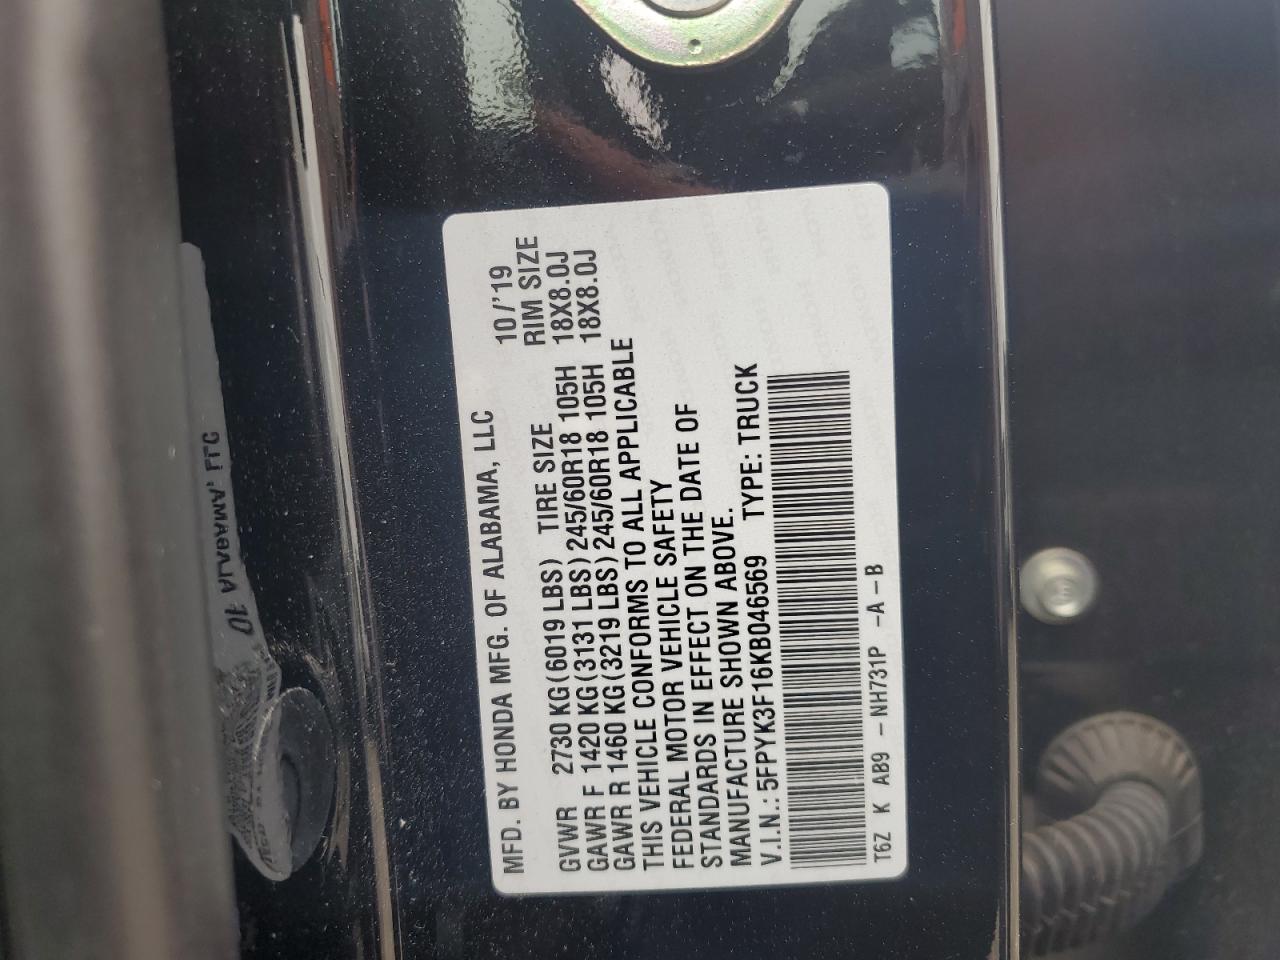 MFD. BY HONDA MFG. OF ALABAMA, LLC 10/'19
GVWR 2730 KG(6019 LBS) TIRE SIZE RIM SIZE
GAWR F 1420 KG(3131 LBS) 245/60R18 105H 18X8.0J
GAWR R 1460 KG(3219 LBS) 245/60R18 105H 18X8.0J
THIS VEHICLE CONFORMS TO ALL APPLICABLE
FEDERAL MOTOR VEHICLE SAFETY
STANDARDS IN EFFECT ON THE DATE OF
MANUFACTURE SHOWN ABOVE.
V.I.N.: 5FPYK3F16KB046569 TYPE: TRUCK
T6Z K AB9 - NH731P - A - B
OF ALABAMA, LLC